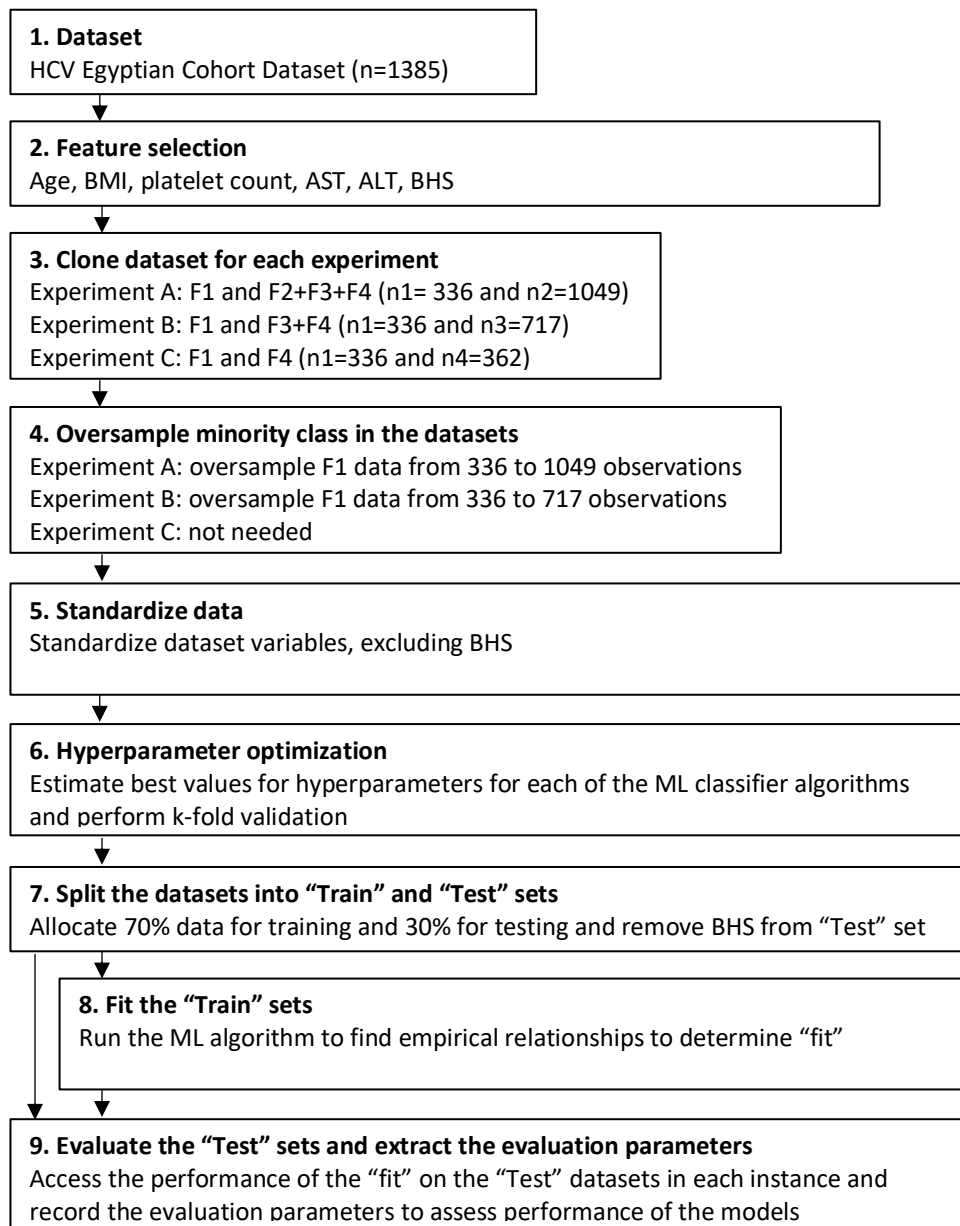 1. Dataset
HCV Egyptian Cohort Dataset (n=1385)
2. Feature selection
Age, BMI, platelet count, AST, ALT, BHS
3. Clone dataset for each experiment
Experiment A: F1 and F2+F3+F4 (n1= 336 and n2=1049)
Experiment B: F1 and F3+F4 (n1=336 and n3=717)
Experiment C: F1 and F4 (n1=336 and n4=362)
4. Oversample minority class in the datasets
Experiment A: oversample F1 data from 336 to 1049 observations
Experiment B: oversample F1 data from 336 to 717 observations
Experiment C: not needed
5. Standardize data
Standardize dataset variables, excluding BHS
6. Hyperparameter optimization
Estimate best values for hyperparameters for each of the ML classifier algorithms
and perform k-fold validation
7. Split the datasets into “Train” and “Test” sets
Allocate 70% data for training and 30% for testing and remove BHS from “Test” set
8. Fit the “Train” sets
Run the ML algorithm to find empirical relationships to determine “fit”
9. Evaluate the “Test” sets and extract the evaluation parameters
Access the performance of the “fit” on the “Test” datasets in each instance and
record the evaluation parameters to assess performance of the models